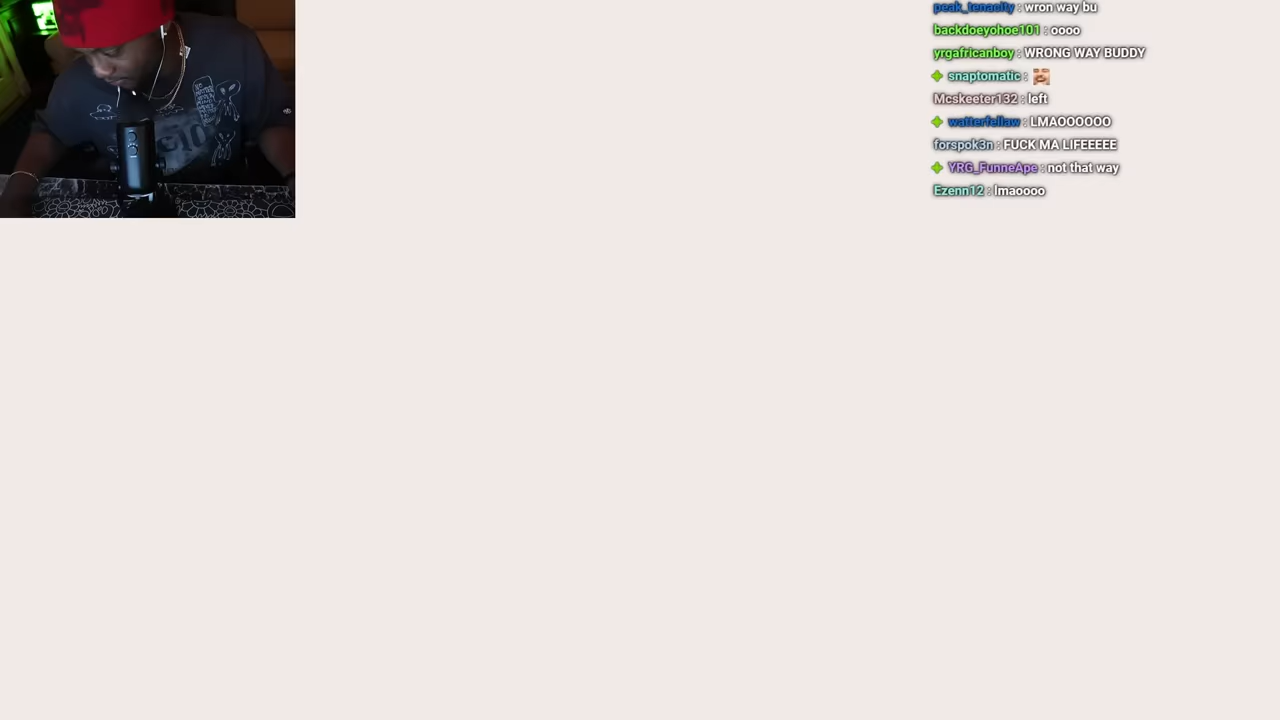 peak_tenacity : wron way bu
backdoeyohoe101 : oooo
yrgafricanboy : WRONG WAY BUDDY
snaptomatic :
Mcskeeter132 : left
watterfellaw : LMAOOOOOO
forspok3n : FUCK MA LIFEEEEE
YRG_FunneApe : not that way
Ezenn12 : lmaoooo